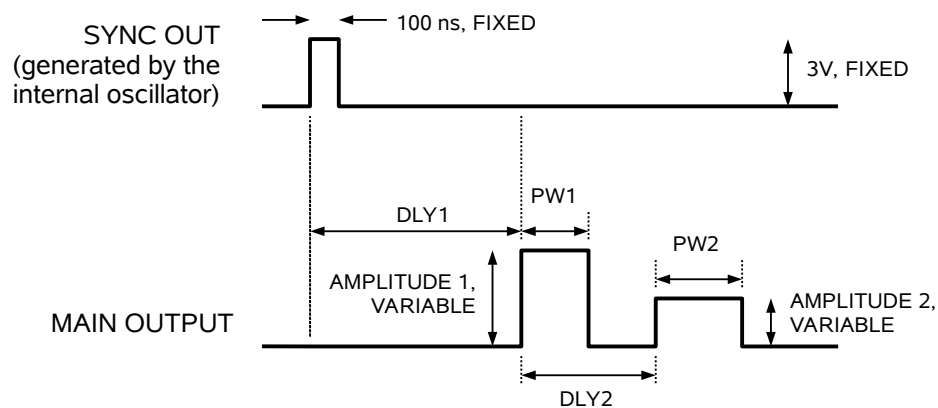 100 ns, FIXED
SYNC OUT
(generated by the
internal oscillator)
3V, FIXED
DLY1
PW1
PW2
AMPLITUDE 1,
VARIABLE
AMPLITUDE 2,
VARIABLE
MAIN OUTPUT
DLY2